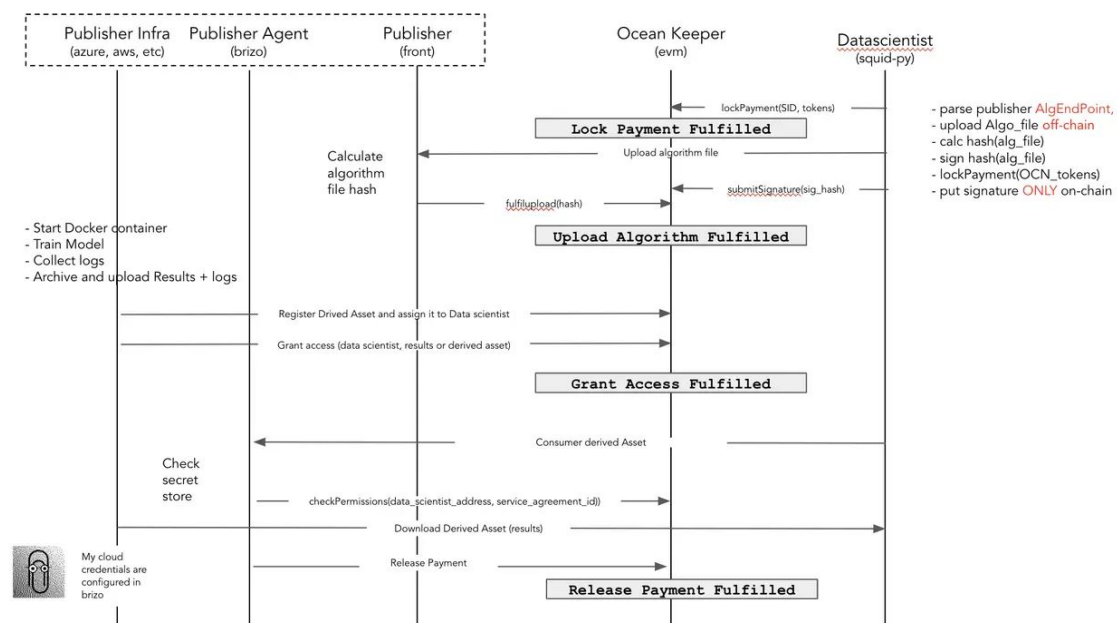 Publisher Infra
(azure, aws, etc)
Publisher Agent
(brizo)
Publisher
(front)
Ocean Keeper
(evm)
Datascientist
(squid-py)
lockPayment(SID, tokens)
- parse publisher AlgEndPoint,
- upload Algo_file off-chain
- calc hash(alg_file)
- sign hash(alg_file)
- lockPayment(OCN_tokens)
- put signature ONLY on-chain
Lock Payment Fulfilled
Upload algorithm file
Calculate
algorithm
file hash
submitSignature(sig_hash)
fulfilupload(hash)
Upload Algorithm Fulfilled
- Start Docker container
- Train Model
- Collect logs
- Archive and upload Results + logs
Register Drived Asset and assign it to Data scientist
Grant access (data scientist, results or derived asset)
Grant Access Fulfilled
Consumer derived Asset
Check
secret
store
checkPermissions(data_scientist_address, service_agreement_id))
Download Derived Asset (results)
My cloud
credentials are
configured in
brizo
Release Payment
Release Payment Fulfilled